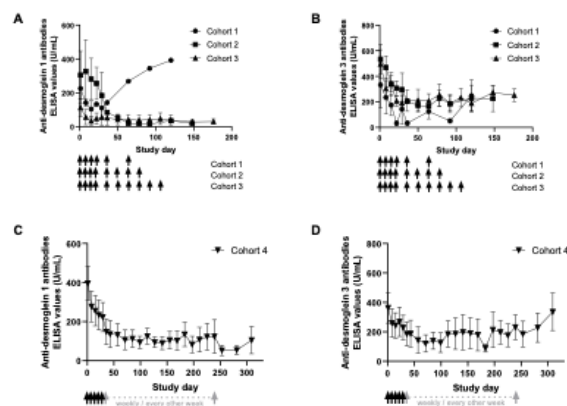 A
Anti-desmoglein 1 antibodies
ELISA values (U/mL)
600
400
200
0
0 50 100 150 200
Study day
Cohort 1
Cohort 2
Cohort 3
Cohort 1
Cohort 2
Cohort 3
B
Anti-desmoglein 3 antibodies
ELISA values (U/mL)
800
600
400
200
0
0 50 100 150 200
Study day
Cohort 1
Cohort 2
Cohort 3
Cohort 1
Cohort 2
Cohort 3
C
Anti-desmoglein 1 antibodies
ELISA values (U/mL)
600
400
200
0
0 50 100 150 200 250 300
Study day
Cohort 4
weekly / every other week
D
Anti-desmoglein 3 antibodies
ELISA values (U/mL)
800
600
400
200
0
0 50 100 150 200 250 300
Study day
Cohort 4
weekly / every other week